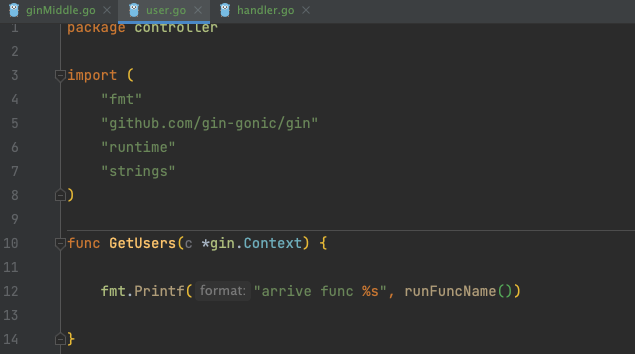 ginMiddle.go × user.go × handler.go ×
1 package controller
2
3 import (
4 "fmt"
5 "github.com/gin-gonic/gin"
6 "runtime"
7 "strings"
8 )
9
10 func GetUsers(c *gin.Context) {
11
12 fmt.Printf( format: "arrive func %s", runFuncName())
13
14 }